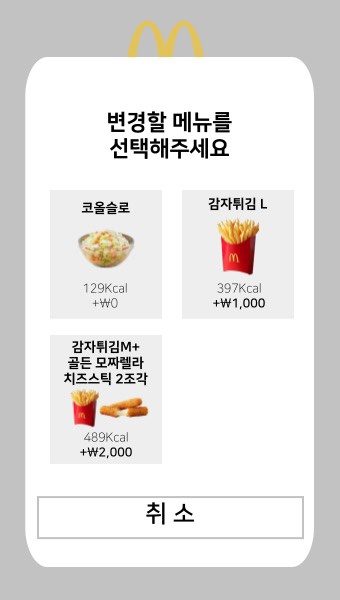 변경할 메뉴를
선택해주세요
코올슬로
129Kcal
+₩0
감자튀김 L
397Kcal
+₩1,000
감자튀김M+
골든 모짜렐라
치즈스틱 2조각
489Kcal
+₩2,000
취 소